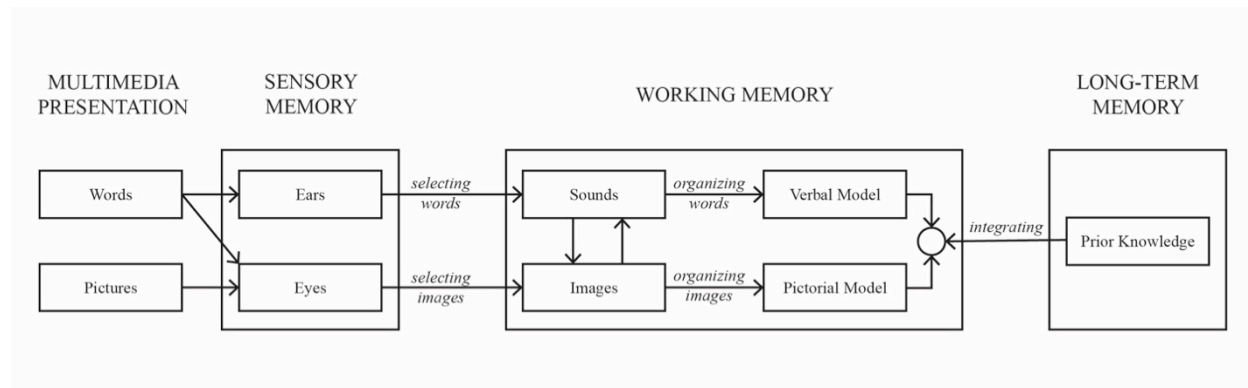 MULTIMEDIA
PRESENTATION
SENSORY
MEMORY
WORKING MEMORY
LONG-TERM
MEMORY
Words
Ears
selecting
words
Sounds
organizing
words
Verbal Model
integrating
Prior Knowledge
Pictures
Eyes
selecting
images
Images
organizing
images
Pictorial Model